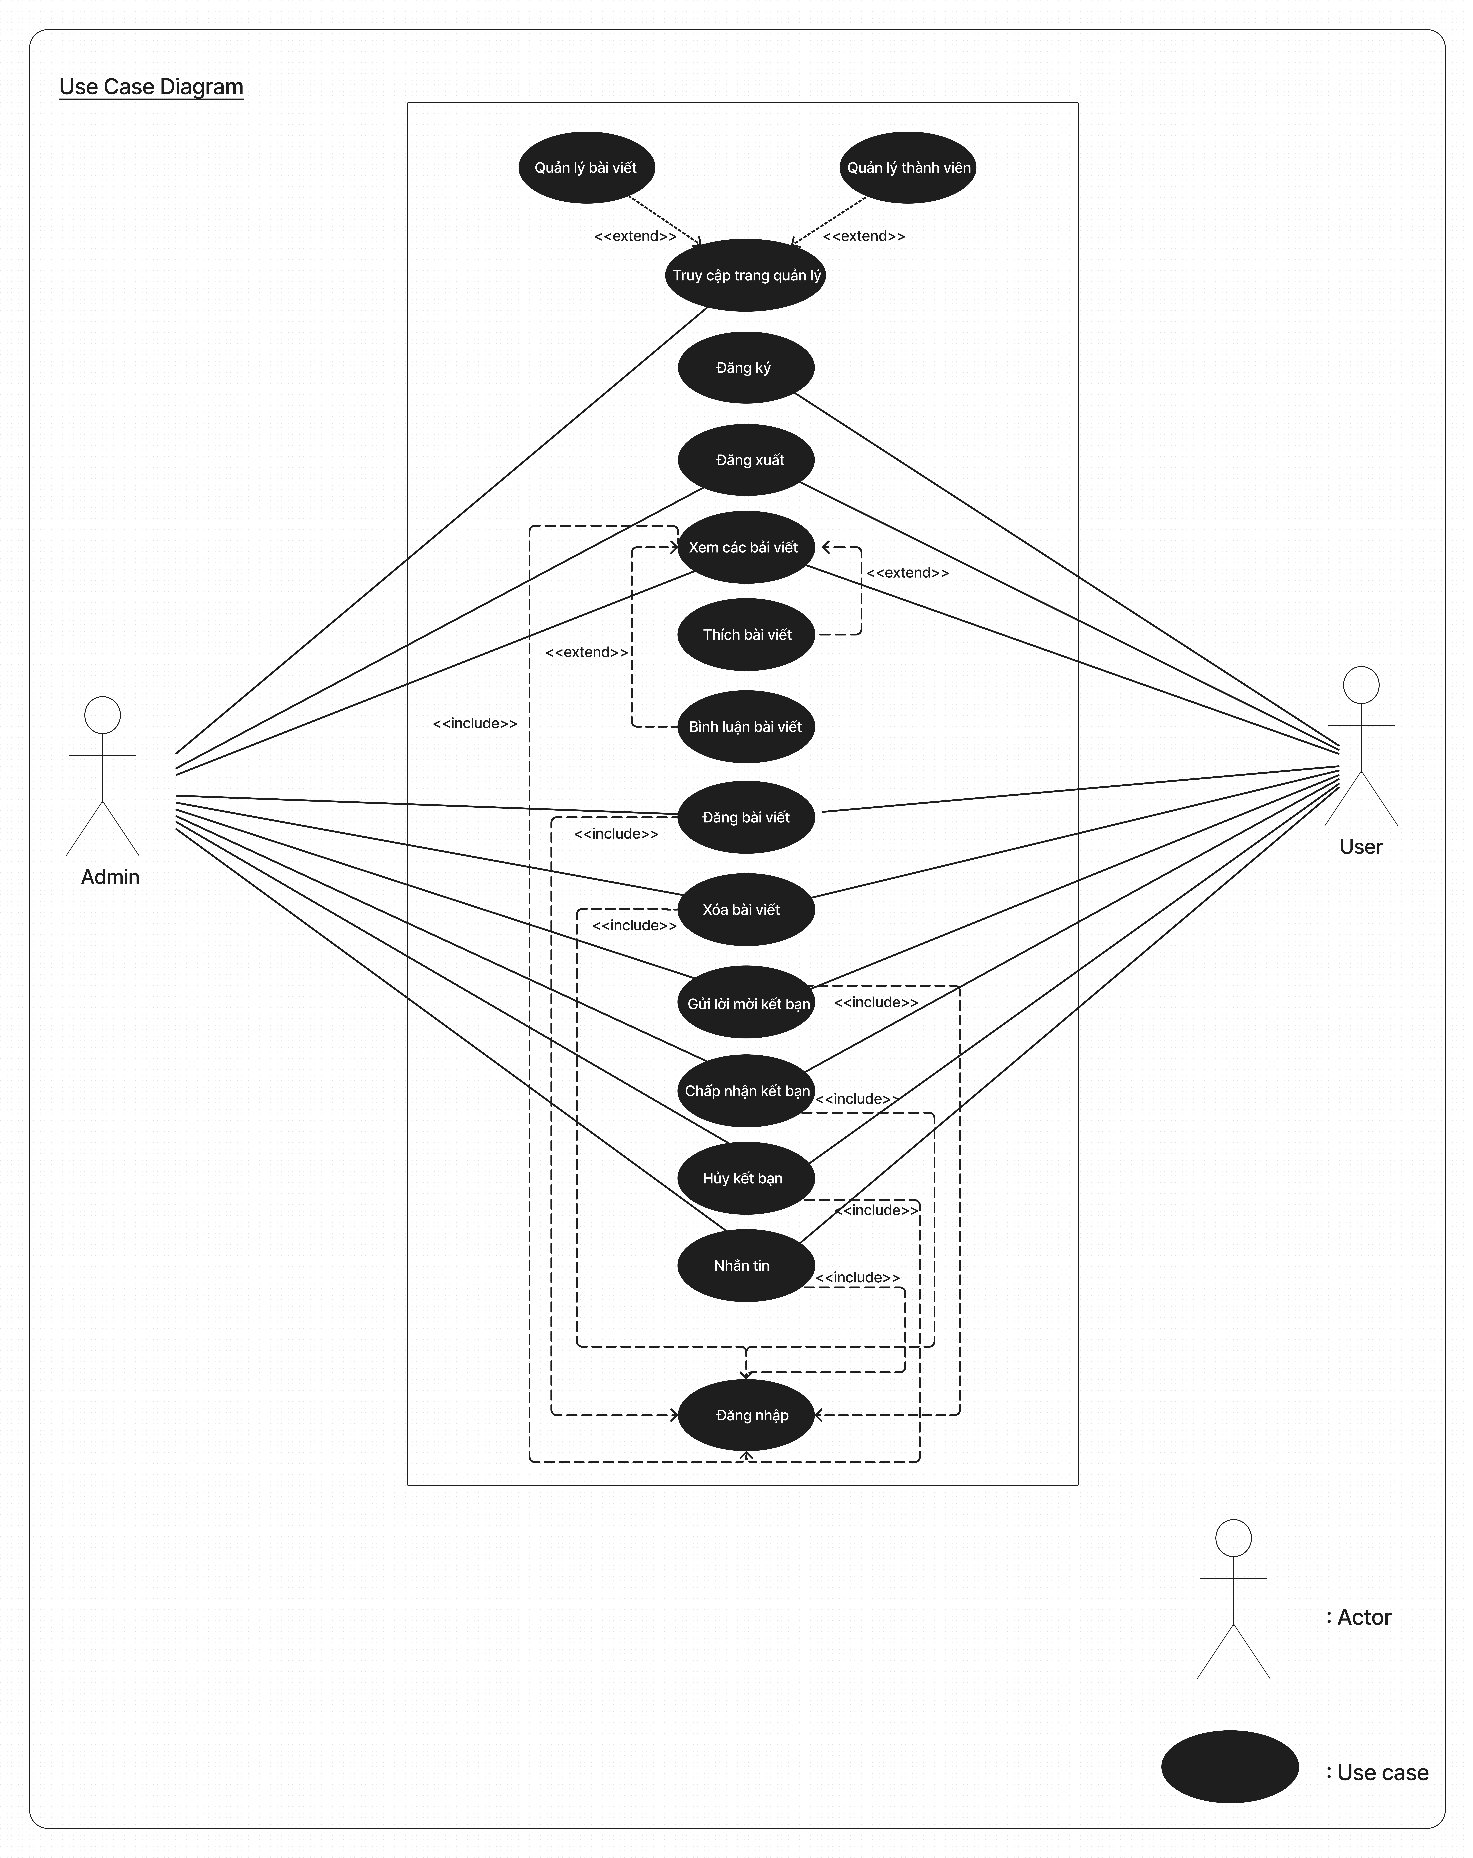 Use Case Diagram
Quản lý bài viết
Quản lý thành viên
<<extend>>
<<extend>>
Truy cập trang quản lý
Đăng ký
Đăng xuất
Xem các bài viết
<<extend>>
Thích bài viết
<<extend>>
<<include>>
Bình luận bài viết
Đăng bài viết
<<include>>
User
Admin
Xóa bài viết
<<include>>
Gửi lời mời kết bạn
<<include>>
Chấp nhận kết bạn
<<include>>
Hủy kết bạn
<<include>>
Nhắn tin
<<include>>
Đăng nhập
: Actor
: Use case